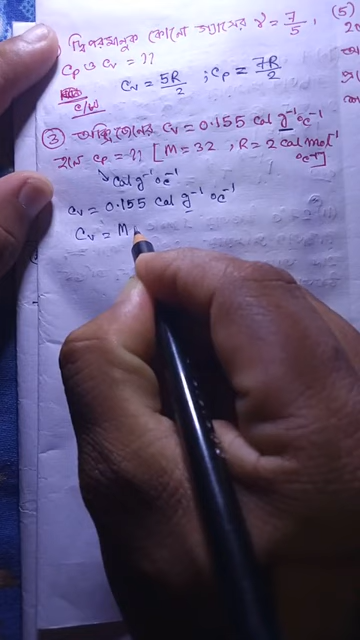 দ্বিপরমাণুক কোনো গ্যাসের γ = 7/5, (5)
Cp ও Cv = ??
Cv = 5R/2 ; Cp = 7R/2
C/W
③ অক্সিজেনের Cv = 0.155 Cal g⁻¹ °C⁻¹
হলে Cp = ?? [M = 32, R = 2 Cal mol⁻¹ °C⁻¹]
Cal g⁻¹ °C⁻¹
Cv = 0.155 Cal g⁻¹ °C⁻¹
Cv = M